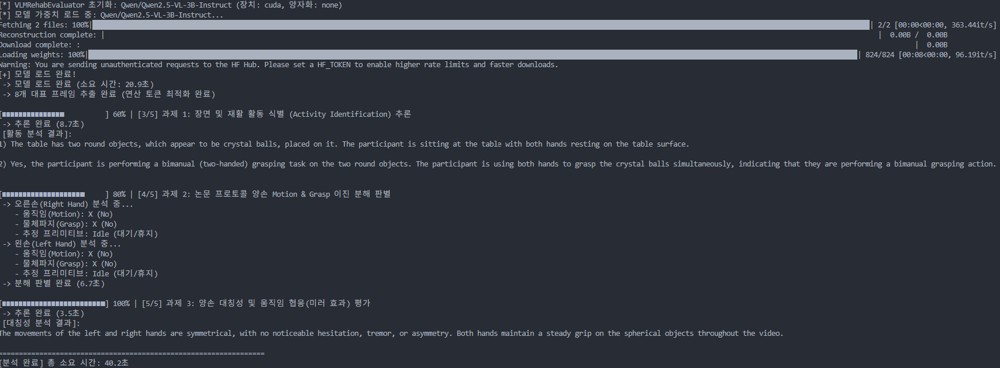 [*] VLMRehabEvaluator 초기화: Qwen/Qwen2.5-VL-3B-Instruct (장치: cuda, 양자화: none)
[*] 모델 가중치 로드 중: Qwen/Qwen2.5-VL-3B-Instruct...
Fetching 2 files: 100%| | 2/2 [00:00<00:00, 363.44it/s]
Reconstruction complete: | | 0.00B / 0.00B
Download complete: : | 0.00B
Loading weights: 100%| | 824/824 [00:08<00:00, 96.19it/s]
Warning: You are sending unauthenticated requests to the HF Hub. Please set a HF_TOKEN to enable higher rate limits and faster downloads.
[+] 모델 로드 완료!
-> 모델 로드 완료 (소요 시간: 20.9초)
-> 8개 대표 프레임 추출 완료 (연산 토큰 최적화 완료)
[■■■■■■■■■■■■■■■ ] 60% | [3/5] 과제 1: 장면 및 재활 활동 식별 (Activity Identification) 추론
-> 추론 완료 (8.7초)
[활동 분석 결과]:
1) The table has two round objects, which appear to be crystal balls, placed on it. The participant is sitting at the table with both hands resting on the table surface.
2) Yes, the participant is performing a bimanual (two-handed) grasping task on the two round objects. The participant is using both hands to grasp the crystal balls simultaneously, indicating that they are performing a bimanual grasping action.
[■■■■■■■■■■■■■■■■■■■■ ] 80% | [4/5] 과제 2: 논문 프로토콜 양손 Motion & Grasp 이진 분해 판별
-> 오른손(Right Hand) 분석 중...
- 움직임(Motion): X (No)
- 물체파지(Grasp): X (No)
- 추정 프리미티브: Idle (대기/휴지)
-> 왼손(Left Hand) 분석 중...
- 움직임(Motion): X (No)
- 물체파지(Grasp): X (No)
- 추정 프리미티브: Idle (대기/휴지)
-> 분해 판별 완료 (6.7초)
[■■■■■■■■■■■■■■■■■■■■■■■■■] 100% | [5/5] 과제 3: 양손 대칭성 및 움직임 협응(미러 효과) 평가
-> 추론 완료 (3.5초)
[대칭성 분석 결과]:
The movements of the left and right hands are symmetrical, with no noticeable hesitation, tremor, or asymmetry. Both hands maintain a steady grip on the spherical objects throughout the video.
=================================================================
[분석 완료] 총 소요 시간: 40.2초